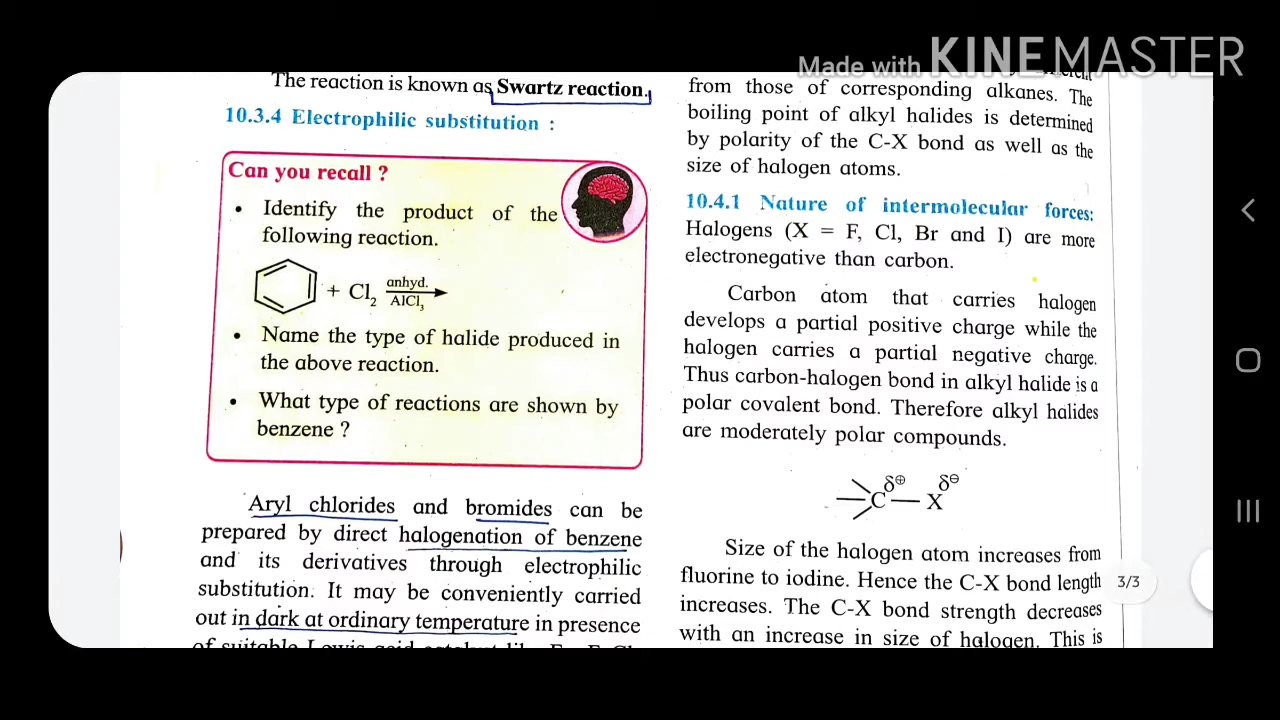 Made with KINEMASTER
The reaction is known as Swartz reaction.
10.3.4 Electrophilic substitution :
Can you recall ?
• Identify the product of the
following reaction.
+ Cl₂ anhyd. AlCl₃
• Name the type of halide produced in
the above reaction.
• What type of reactions are shown by
benzene ?
Aryl chlorides and bromides can be
prepared by direct halogenation of benzene
and its derivatives through electrophilic
substitution. It may be conveniently carried
out in dark at ordinary temperature in presence
of suitable Lewis acid
from those of corresponding alkanes. The
boiling point of alkyl halides is determined
by polarity of the C-X bond as well as the
size of halogen atoms.
10.4.1 Nature of intermolecular forces:
Halogens (X = F, Cl, Br and I) are more
electronegative than carbon.
Carbon atom that carries halogen
develops a partial positive charge while the
halogen carries a partial negative charge.
Thus carbon-halogen bond in alkyl halide is a
polar covalent bond. Therefore alkyl halides
are moderately polar compounds.
δ⊕ δ⊖
C — X
Size of the halogen atom increases from
fluorine to iodine. Hence the C-X bond length
increases. The C-X bond strength decreases
with an increase in size of halogen. This is
3/3